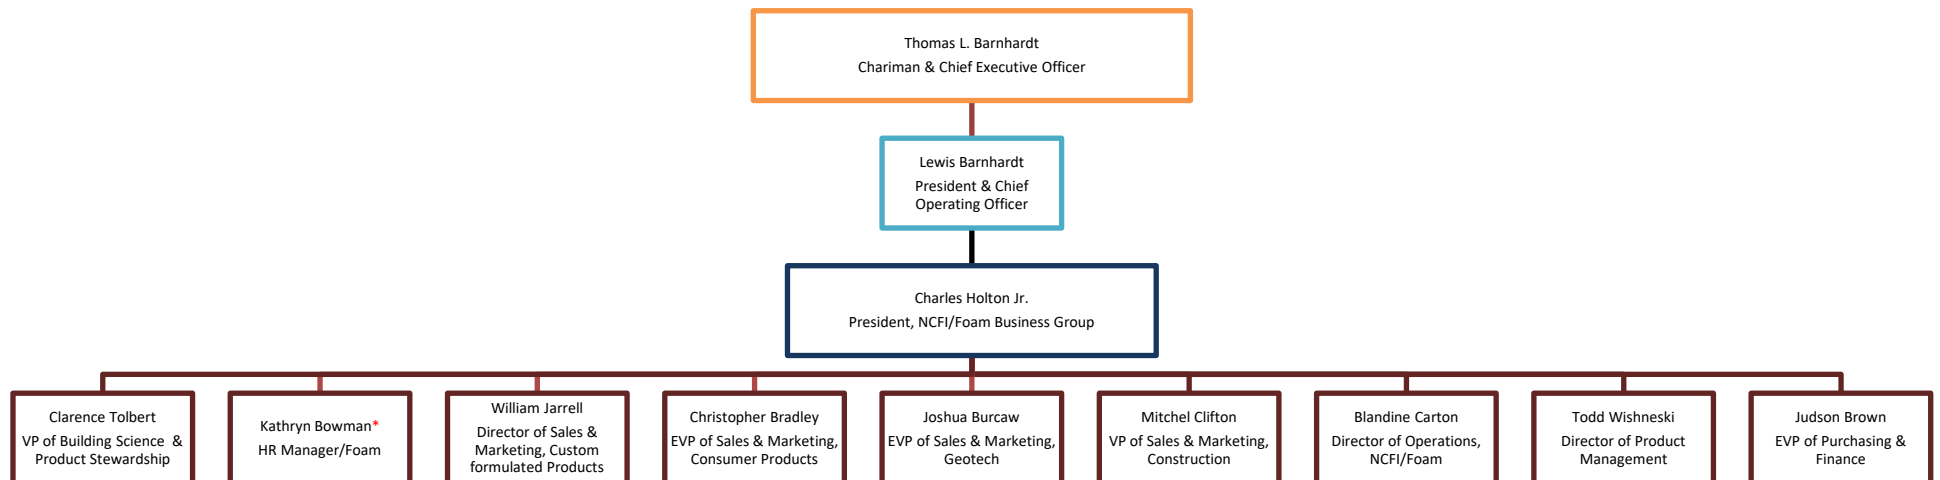 Thomas L. Barnhardt
Chariman & Chief Executive Officer
Lewis Barnhardt
President & Chief
Operating Officer
Charles Holton Jr.
President, NCFI/Foam Business Group
Clarence Tolbert
VP of Building Science &
Product Stewardship
Kathryn Bowman*
HR Manager/Foam
William Jarrell
Director of Sales &
Marketing, Custom
formulated Products
Christopher Bradley
EVP of Sales & Marketing,
Consumer Products
Joshua Burcaw
EVP of Sales & Marketing,
Geotech
Mitchel Clifton
VP of Sales & Marketing,
Construction
Blandine Carton
Director of Operations,
NCFI/Foam
Todd Wishneski
Director of Product
Management
Judson Brown
EVP of Purchasing &
Finance